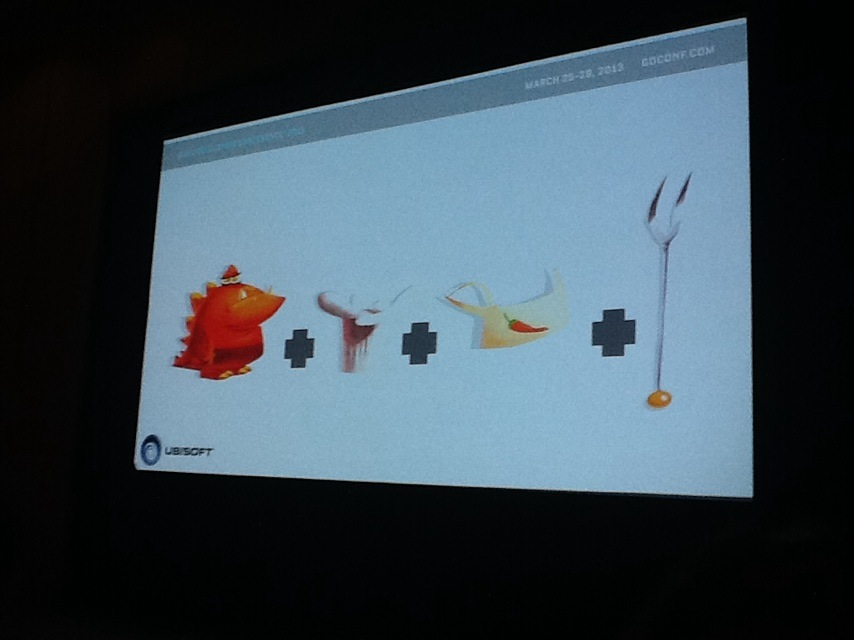 MARCH 25-29, 2013 GDCONF.COM
UBISOFT